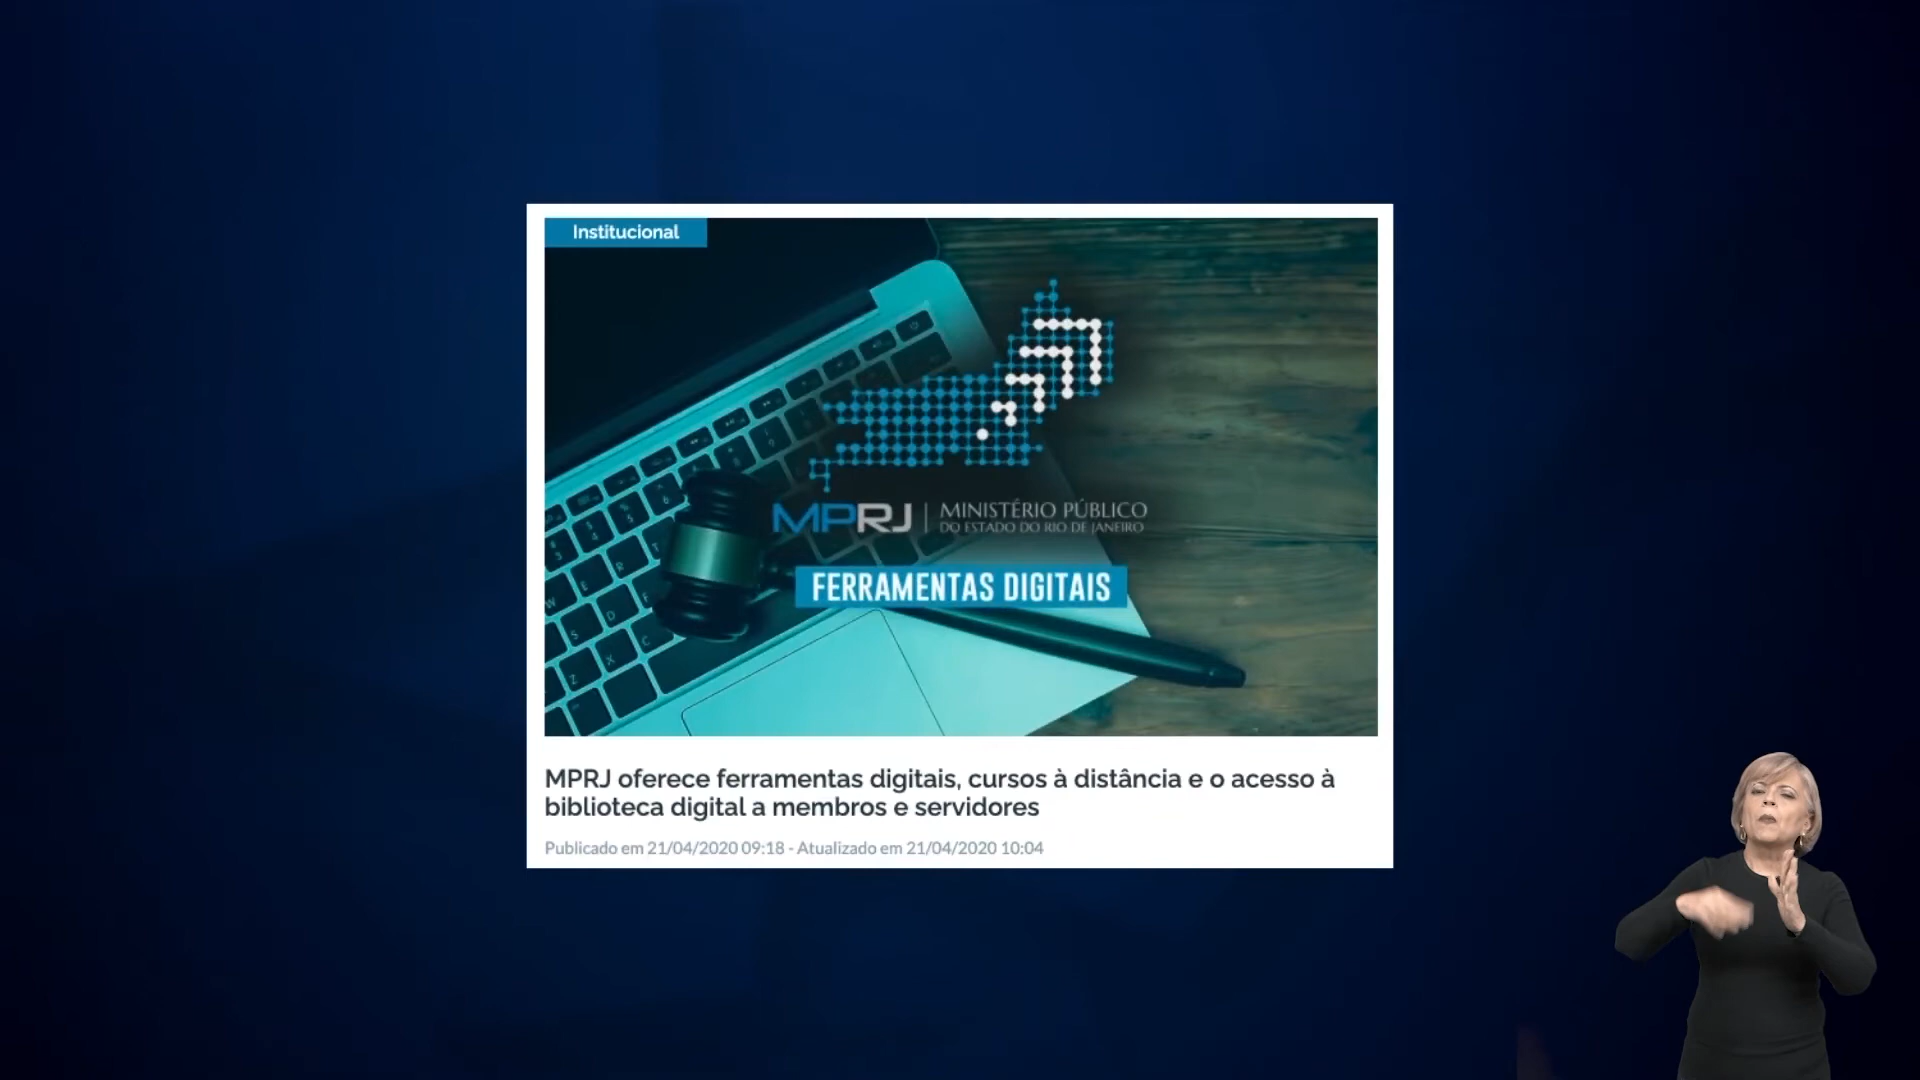 Institucional
MPRJ | MINISTÉRIO PÚBLICO
DO ESTADO DO RIO DE JANEIRO
FERRAMENTAS DIGITAIS
MPRJ oferece ferramentas digitais, cursos à distância e o acesso à
biblioteca digital a membros e servidores
Publicado em 21/04/2020 09:18 - Atualizado em 21/04/2020 10:04